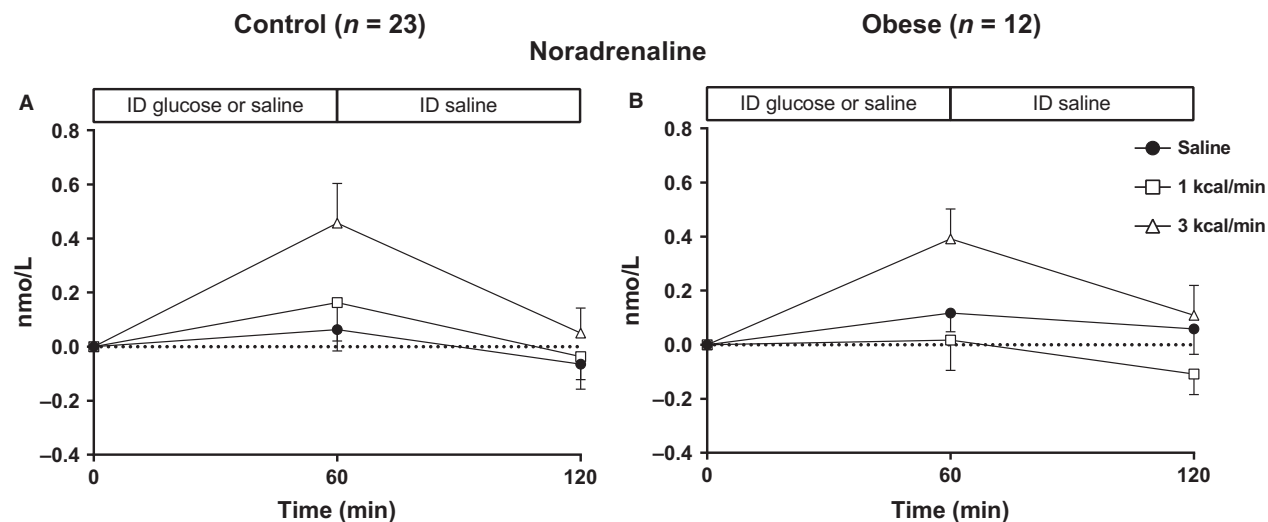 Control (n = 23)
Obese (n = 12)
Noradrenaline
A
ID glucose or saline
ID saline
0.8
0.6
0.4
0.2
0.0
–0.2
–0.4
nmo/L
0
60
120
Time (min)
B
ID glucose or saline
ID saline
0.8
0.6
0.4
0.2
0.0
–0.2
–0.4
nmo/L
0
60
120
Time (min)
Saline
1 kcal/min
3 kcal/min